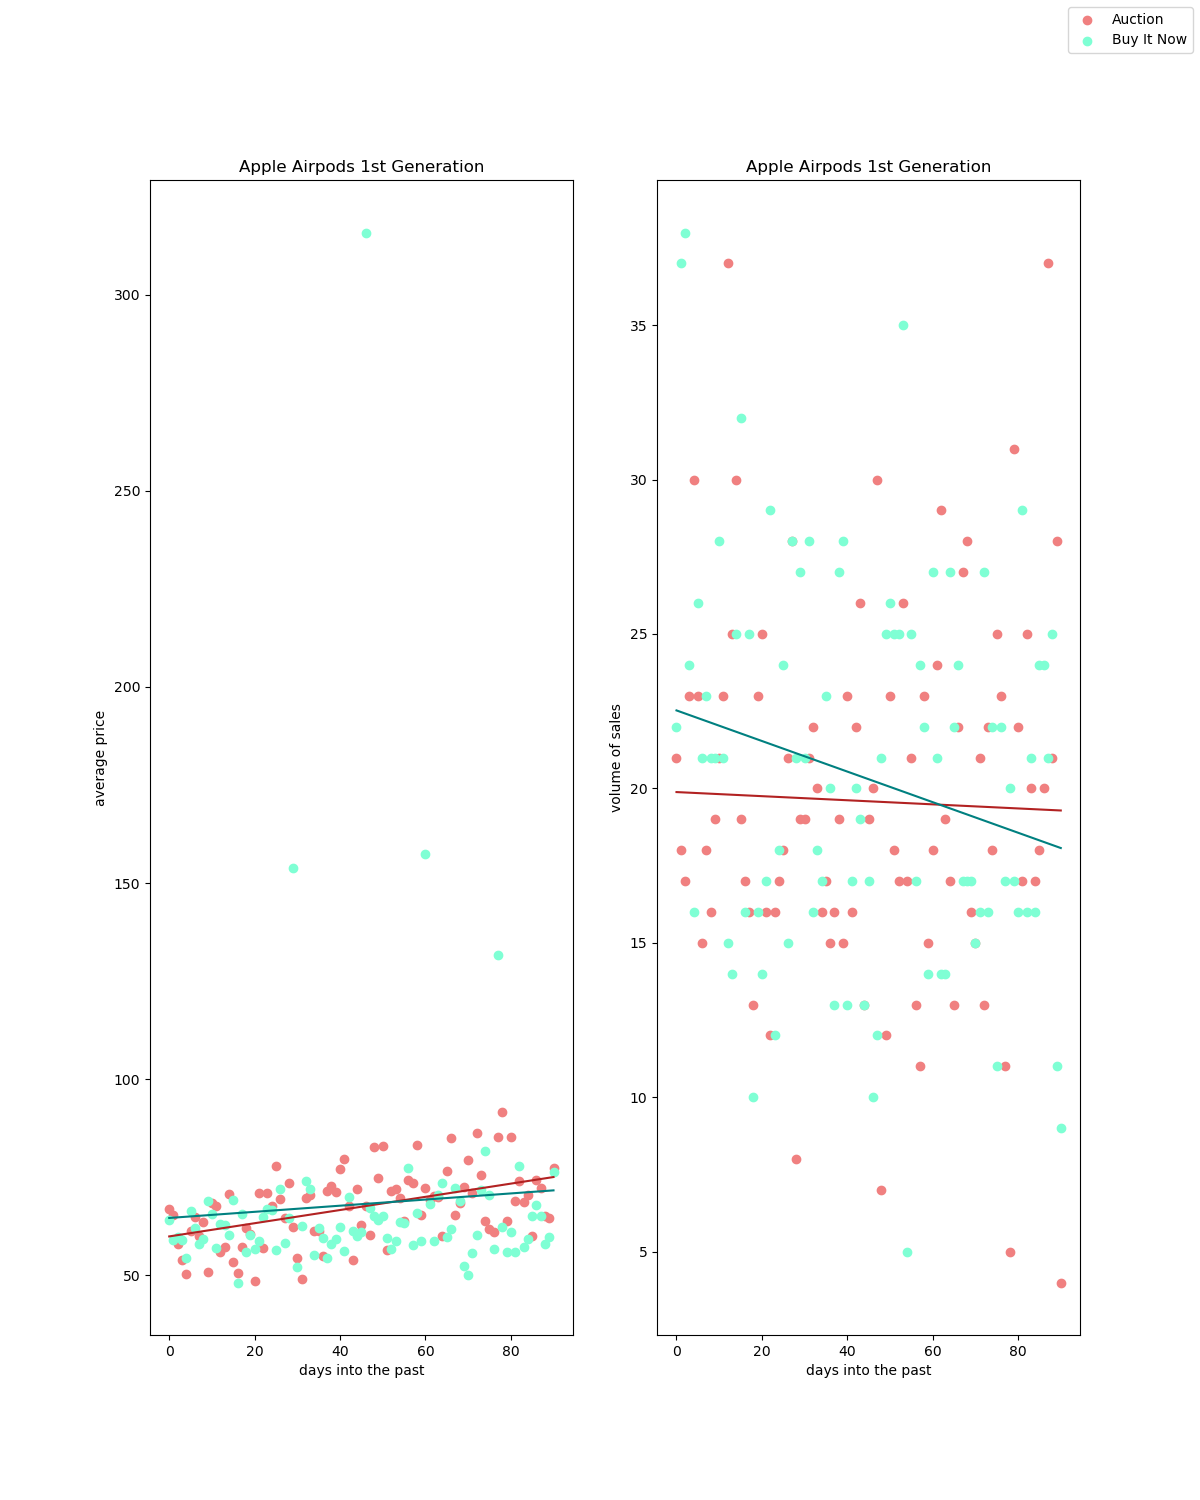 Auction
Buy It Now
Apple Airpods 1st Generation
300
250
200
150
100
50
average price
0 20 40 60 80
days into the past
Apple Airpods 1st Generation
35
30
25
20
15
10
5
volume of sales
0 20 40 60 80
days into the past